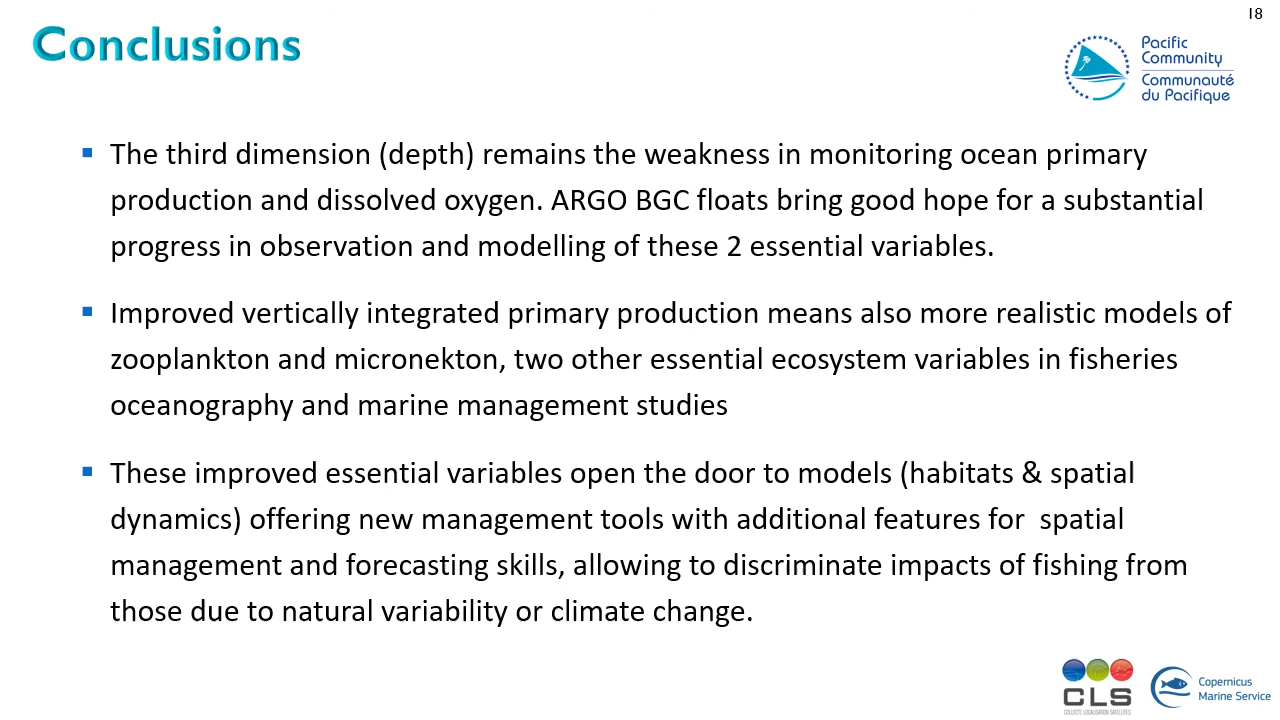 18
Conclusions
Pacific
Community
Communauté
du Pacifique
▪ The third dimension (depth) remains the weakness in monitoring ocean primary
production and dissolved oxygen. ARGO BGC floats bring good hope for a substantial
progress in observation and modelling of these 2 essential variables.
▪ Improved vertically integrated primary production means also more realistic models of
zooplankton and micronekton, two other essential ecosystem variables in fisheries
oceanography and marine management studies
▪ These improved essential variables open the door to models (habitats & spatial
dynamics) offering new management tools with additional features for  spatial
management and forecasting skills, allowing to discriminate impacts of fishing from
those due to natural variability or climate change.
CLS
COLLECTE LOCALISATION SATELLITES
Copernicus
Marine Service